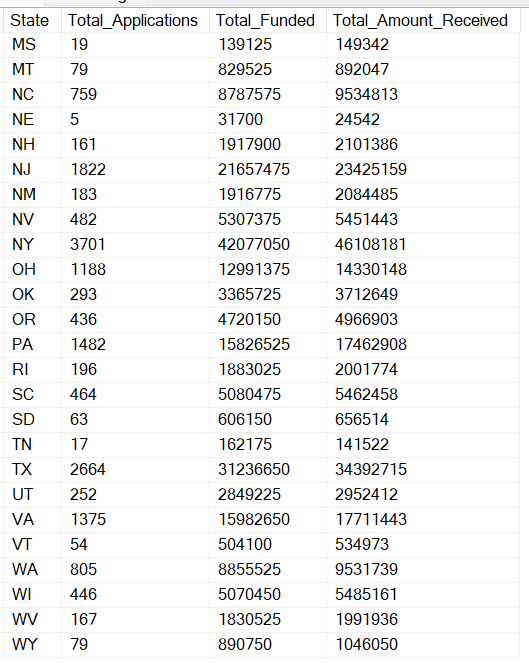 State Total_Applications Total_Funded Total_Amount_Received
MS 19 139125 149342
MT 79 829525 892047
NC 759 8787575 9534813
NE 5 31700 24542
NH 161 1917900 2101386
NJ 1822 21657475 23425159
NM 183 1916775 2084485
NV 482 5307375 5451443
NY 3701 42077050 46108181
OH 1188 12991375 14330148
OK 293 3365725 3712649
OR 436 4720150 4966903
PA 1482 15826525 17462908
RI 196 1883025 2001774
SC 464 5080475 5462458
SD 63 606150 656514
TN 17 162175 141522
TX 2664 31236650 34392715
UT 252 2849225 2952412
VA 1375 15982650 17711443
VT 54 504100 534973
WA 805 8855525 9531739
WI 446 5070450 5485161
WV 167 1830525 1991936
WY 79 890750 1046050